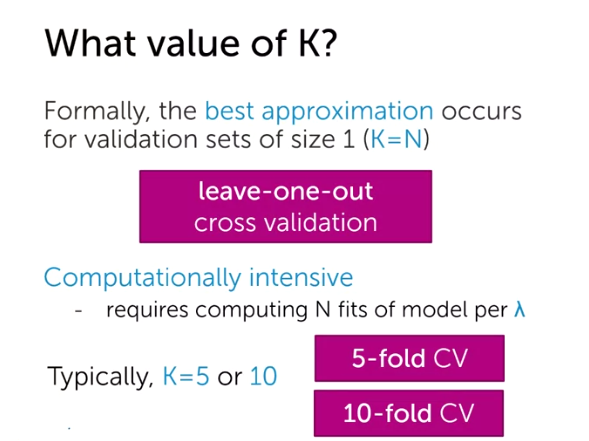 What value of K?
Formally, the best approximation occurs
for validation sets of size 1 (K=N)
leave-one-out
cross validation
Computationally intensive
- requires computing N fits of model per λ
Typically, K=5 or 10
5-fold CV
10-fold CV